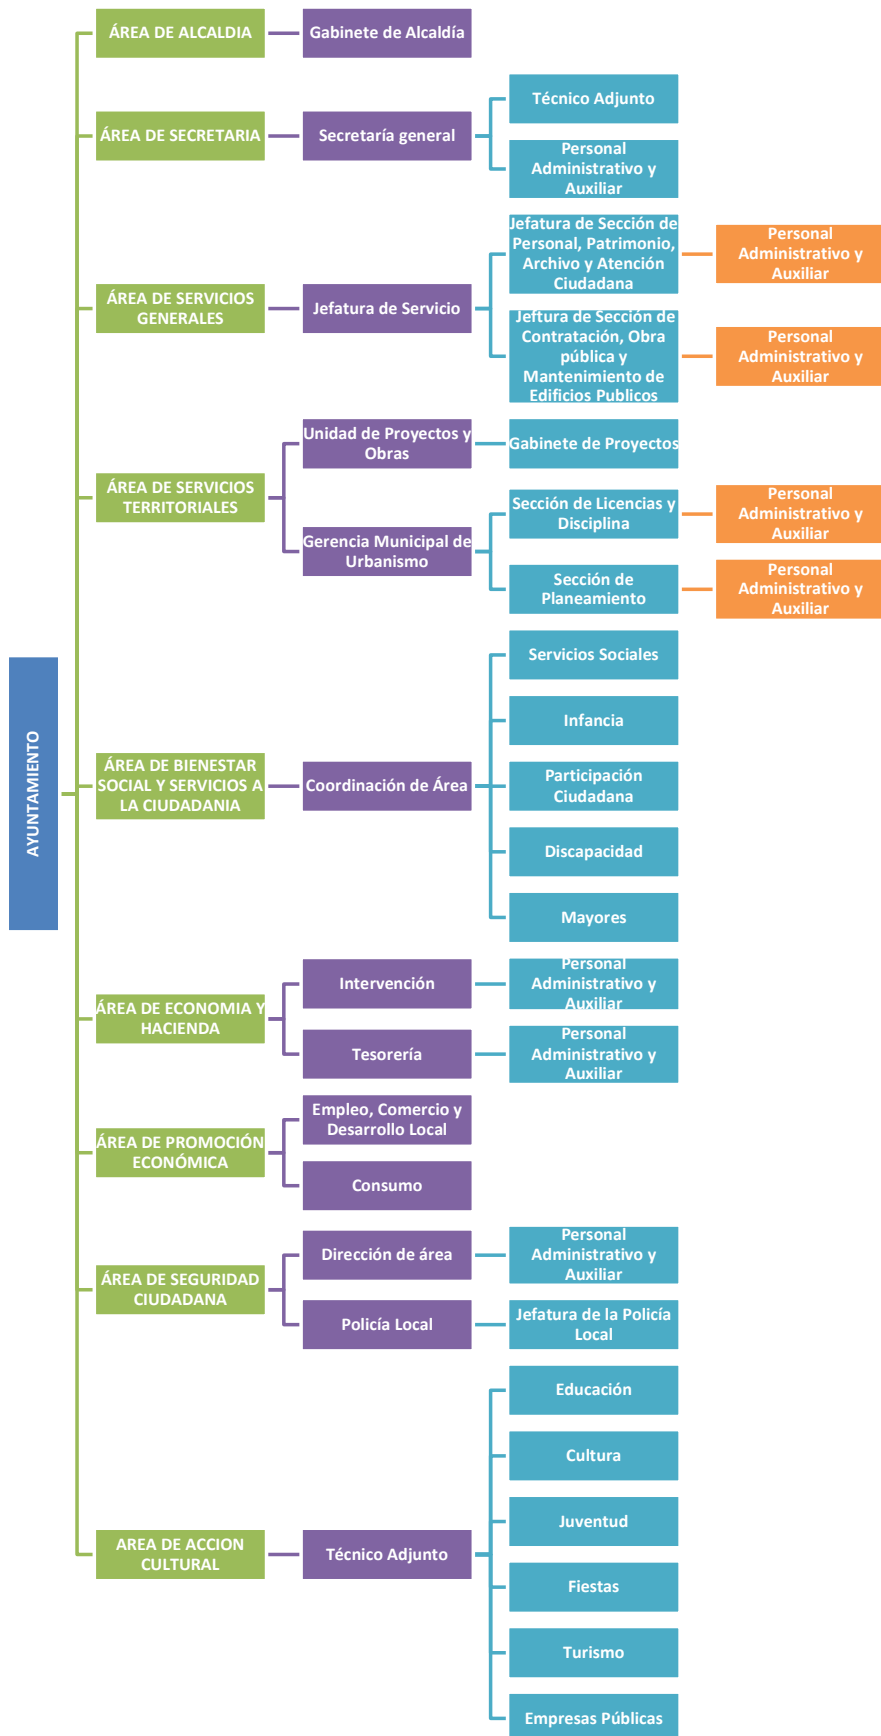 AYUNTAMIENTO
ÁREA DE ALCALDIA
Gabinete de Alcaldía
ÁREA DE SECRETARIA
Secretaría general
Técnico Adjunto
Personal
Administrativo y
Auxiliar
ÁREA DE SERVICIOS
GENERALES
Jefatura de Servicio
Jefatura de Sección de
Personal, Patrimonio,
Archivo y Atención
Ciudadana
Personal
Administrativo y
Auxiliar
Jeftura de Sección de
Contratación, Obra
pública y
Mantenimiento de
Edificios Publicos
Personal
Administrativo y
Auxiliar
ÁREA DE SERVICIOS
TERRITORIALES
Unidad de Proyectos y
Obras
Gabinete de Proyectos
Gerencia Municipal de
Urbanismo
Sección de Licencias y
Disciplina
Personal
Administrativo y
Auxiliar
Sección de
Planeamiento
Personal
Administrativo y
Auxiliar
ÁREA DE BIENESTAR
SOCIAL Y SERVICIOS A
LA CIUDADANIA
Coordinación de Área
Servicios Sociales
Infancia
Participación
Ciudadana
Discapacidad
Mayores
ÁREA DE ECONOMIA Y
HACIENDA
Intervención
Personal
Administrativo y
Auxiliar
Tesorería
Personal
Administrativo y
Auxiliar
ÁREA DE PROMOCIÓN
ECONÓMICA
Empleo, Comercio y
Desarrollo Local
Consumo
ÁREA DE SEGURIDAD
CIUDADANA
Dirección de área
Personal
Administrativo y
Auxiliar
Policía Local
Jefatura de la Policía
Local
AREA DE ACCION
CULTURAL
Técnico Adjunto
Educación
Cultura
Juventud
Fiestas
Turismo
Empresas Públicas